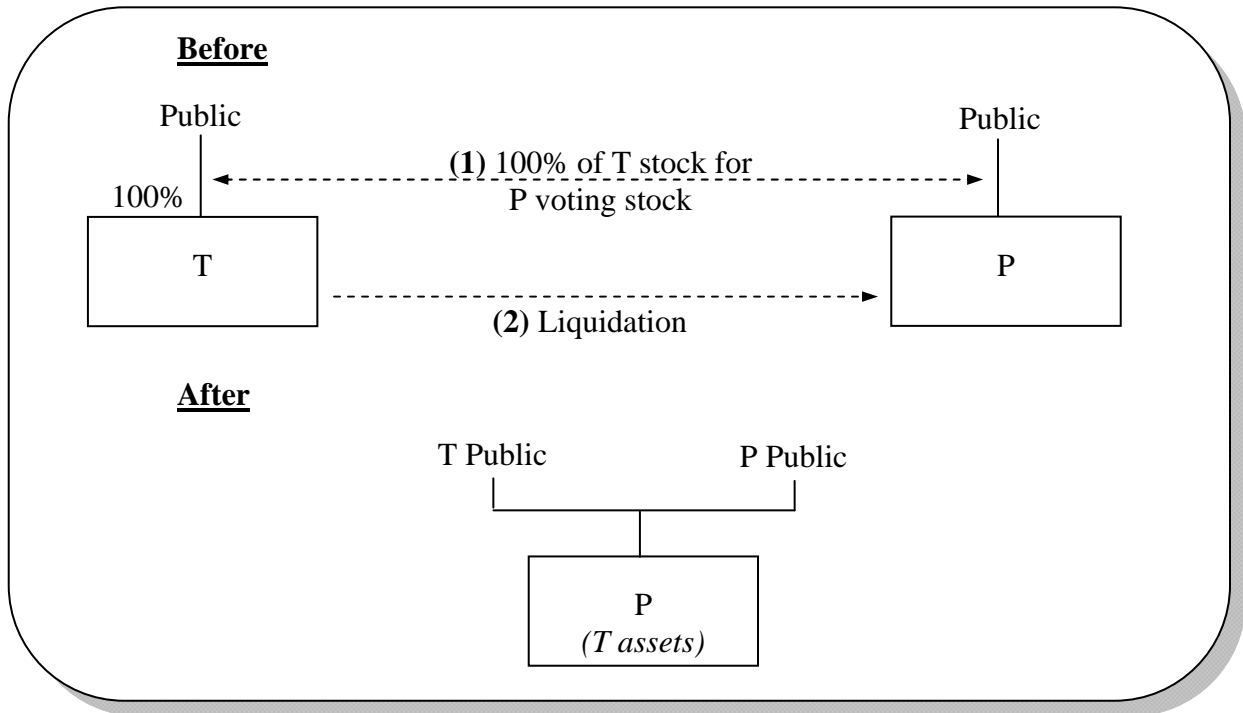 Before
Public
Public
(1) 100% of T stock for
P voting stock
100%
T
P
(2) Liquidation
After
T Public
P Public
P
(T assets)